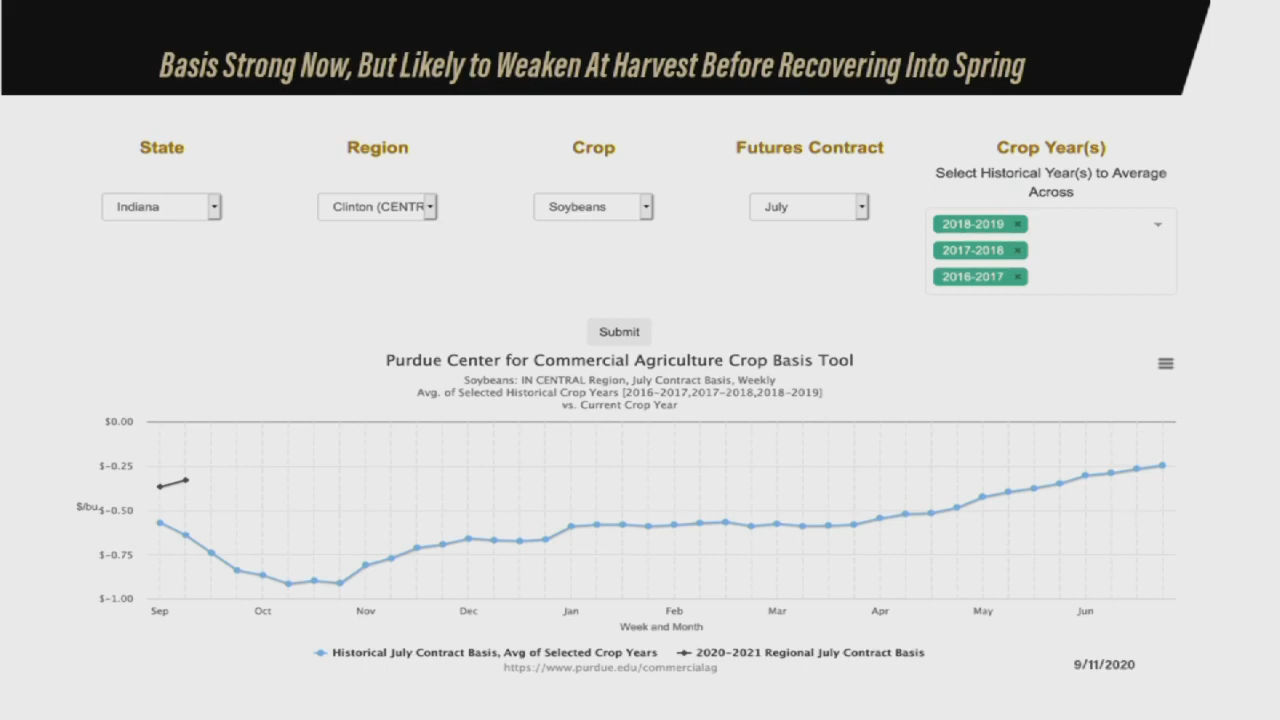 Basis Strong Now, But Likely to Weaken At Harvest Before Recovering Into Spring
State
Region
Crop
Futures Contract
Crop Year(s)
Select Historical Year(s) to Average
Across
Indiana
Clinton (CENTR
Soybeans
July
2018-2019 ×
2017-2018 ×
2016-2017 ×
Submit
Purdue Center for Commercial Agriculture Crop Basis Tool
Soybeans: IN CENTRAL Region, July Contract Basis, Weekly
Avg. of Selected Historical Crop Years [2016-2017,2017-2018,2018-2019]
vs. Current Crop Year
$0.00
$-0.25
$/bu
$-0.50
$-0.75
$-1.00
Sep Oct Nov Dec Jan Feb Mar Apr May Jun
Week and Month
Historical July Contract Basis, Avg of Selected Crop Years
2020-2021 Regional July Contract Basis
https://www.purdue.edu/commercialag
9/11/2020